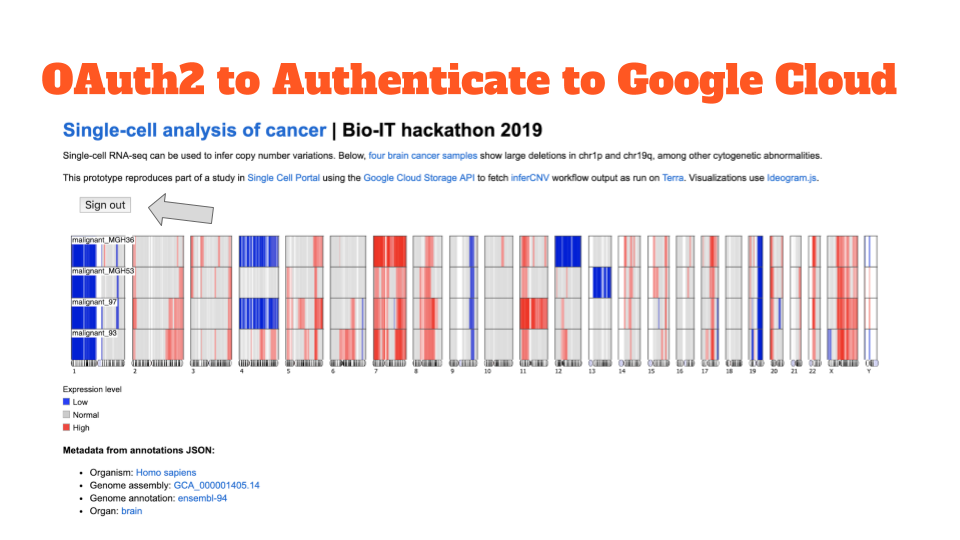 OAuth2 to Authenticate to Google Cloud
Single-cell analysis of cancer | Bio-IT hackathon 2019
Single-cell RNA-seq can be used to infer copy number variations. Below, four brain cancer samples show large deletions in chr1p and chr19q, among other cytogenetic abnormalities.
This prototype reproduces part of a study in Single Cell Portal using the Google Cloud Storage API to fetch inferCNV workflow output as run on Terra. Visualizations use Ideogram.js.
Sign out
malignant_MGH36
malignant_MGH53
malignant_97
malignant_93
1 2 3 4 5 6 7 8 9 10 11 12 13 14 15 16 17 18 19 20 21 22 X Y
Expression level
Low
Normal
High
Metadata from annotations JSON:
• Organism: Homo sapiens
• Genome assembly: GCA_000001405.14
• Genome annotation: ensembl-94
• Organ: brain